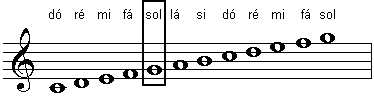 dó ré mi fá sol lá si dó ré mi fá sol